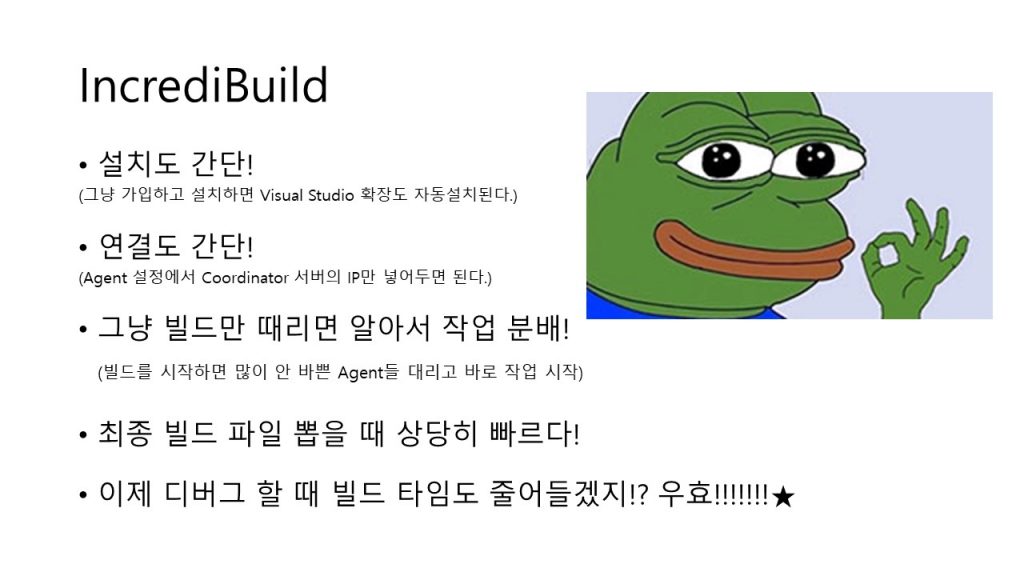 IncrediBuild
• 설치도 간단!
(그냥 가입하고 설치하면 Visual Studio 확장도 자동설치된다.)
• 연결도 간단!
(Agent 설정에서 Coordinator 서버의 IP만 넣어두면 된다.)
• 그냥 빌드만 때리면 알아서 작업 분배!
(빌드를 시작하면 많이 안 바쁜 Agent들 대리고 바로 작업 시작)
• 최종 빌드 파일 뽑을 때 상당히 빠르다!
• 이제 디버그 할 때 빌드 타임도 줄어들겠지!? 우효!!!!!!!★